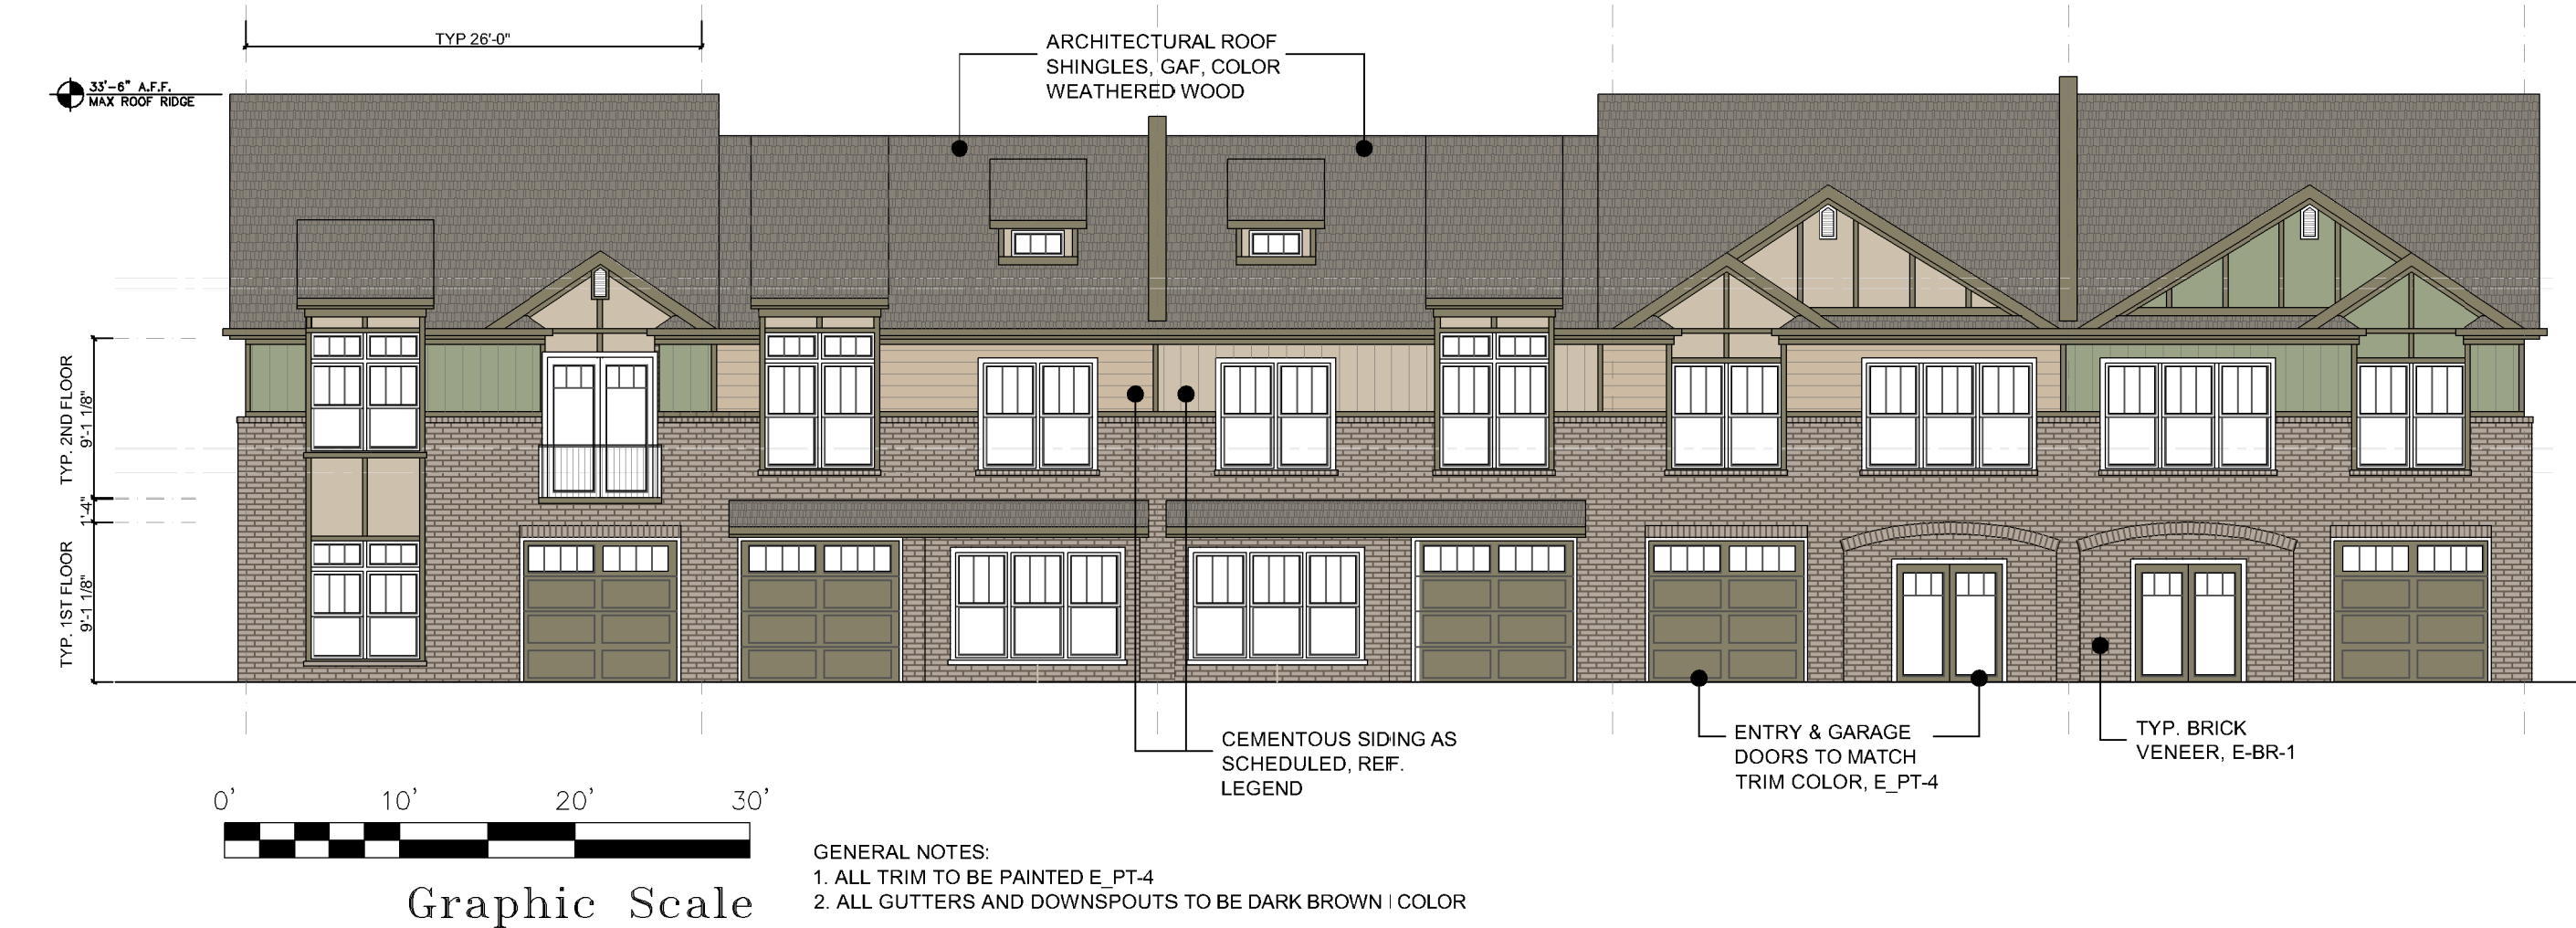 TYP 26'-0"
ARCHITECTURAL ROOF
SHINGLES, GAF, COLOR
WEATHERED WOOD
33'-6" A.F.F.
MAX ROOF RIDGE
TYP. 2ND FLOOR
9'-1 1/8"
1'-4"
TYP. 1ST FLOOR
9'-1 1/8"
CEMENTOUS SIDING AS
SCHEDULED, REF.
LEGEND
ENTRY & GARAGE
DOORS TO MATCH
TRIM COLOR, E_PT-4
TYP. BRICK
VENEER, E-BR-1
0' 10' 20' 30'
Graphic Scale
GENERAL NOTES:
1. ALL TRIM TO BE PAINTED E_PT-4
2. ALL GUTTERS AND DOWNSPOUTS TO BE DARK BROWN I COLOR